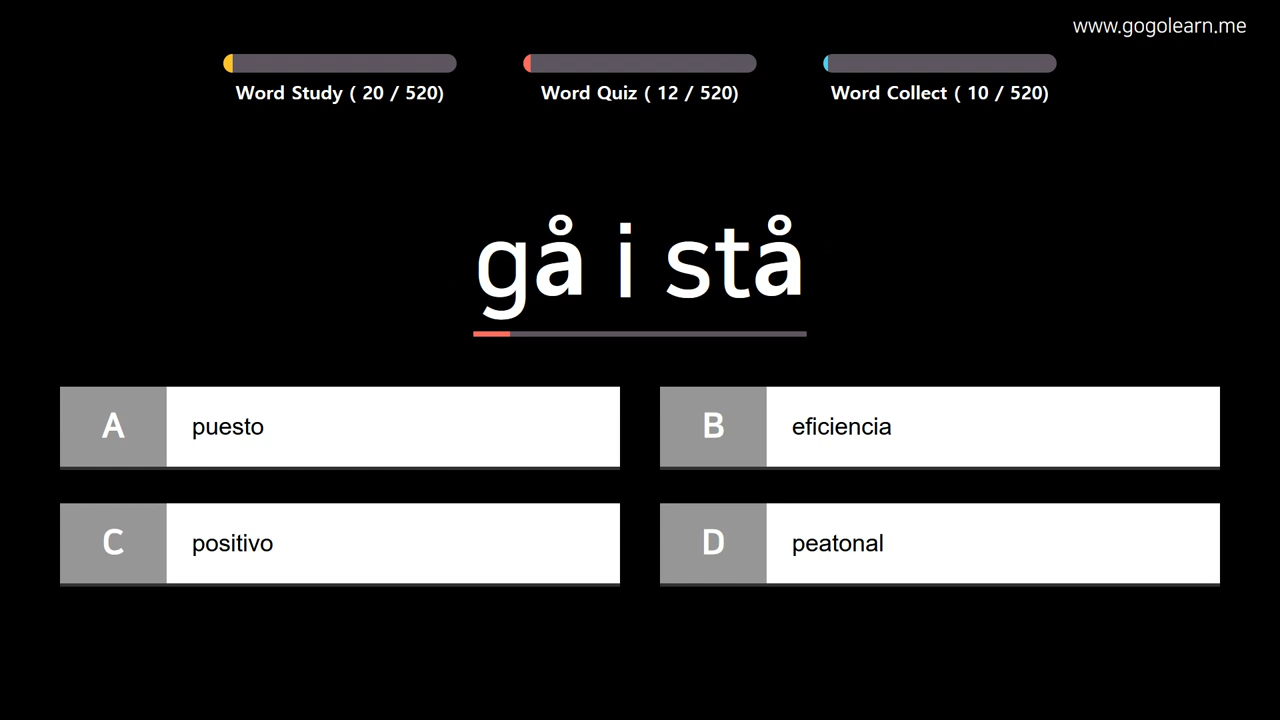 www.gogolearn.me
Word Study ( 20 / 520)
Word Quiz ( 12 / 520)
Word Collect ( 10 / 520)
gå i stå
A puesto
B eficiencia
C positivo
D peatonal